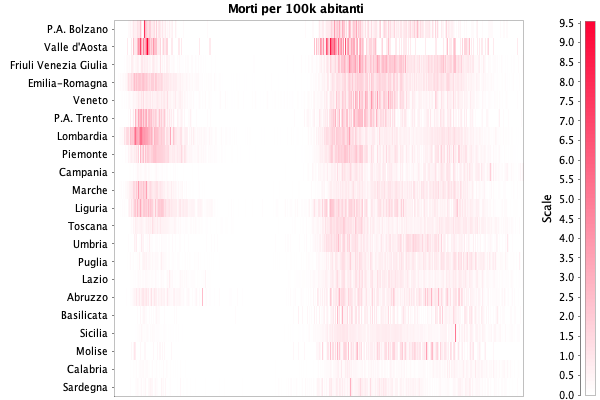 Morti per 100k abitanti
P.A. Bolzano
Valle d'Aosta
Friuli Venezia Giulia
Emilia-Romagna
Veneto
P.A. Trento
Lombardia
Piemonte
Campania
Marche
Liguria
Toscana
Umbria
Puglia
Lazio
Abruzzo
Basilicata
Sicilia
Molise
Calabria
Sardegna
Scale
9.5
9.0
8.5
8.0
7.5
7.0
6.5
6.0
5.5
5.0
4.5
4.0
3.5
3.0
2.5
2.0
1.5
1.0
0.5
0.0